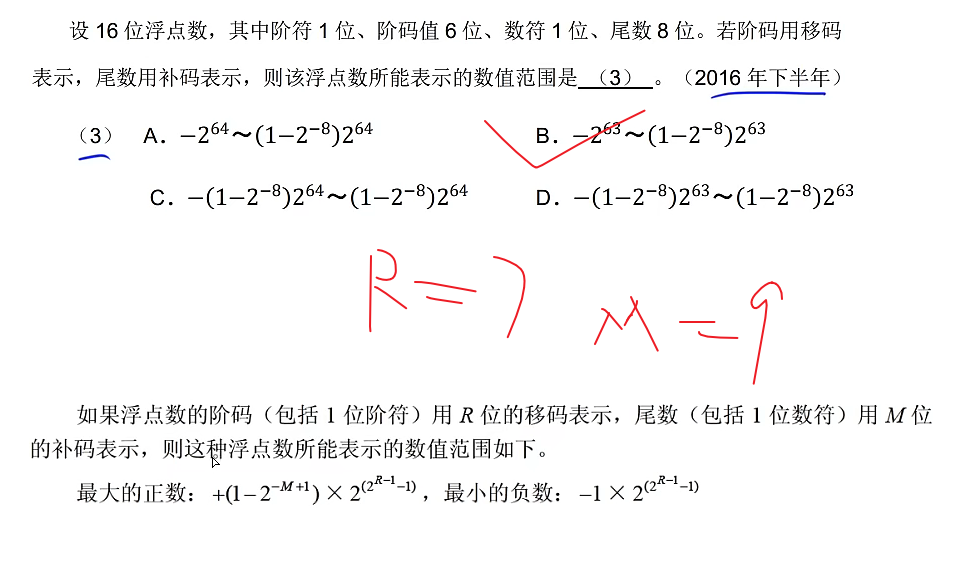 设 16 位浮点数，其中阶符 1 位、阶码值 6 位、数符 1 位、尾数 8 位。若阶码用移码
表示，尾数用补码表示，则该浮点数所能表示的数值范围是 （3） 。（2016 年下半年）
（3） A．−2^64～(1−2^−8)2^64 B．−2^63～(1−2^−8)2^63
C．−(1−2^−8)2^64～(1−2^−8)2^64 D．−(1−2^−8)2^63～(1−2^−8)2^63
R=7 M=9
如果浮点数的阶码（包括 1 位阶符）用 R 位的移码表示，尾数（包括 1 位数符）用 M 位
的补码表示，则这种浮点数所能表示的数值范围如下。
最大的正数：+(1−2^−M+1)×2^(2^R−1−1)，最小的负数：−1×2^(2^R−1−1)